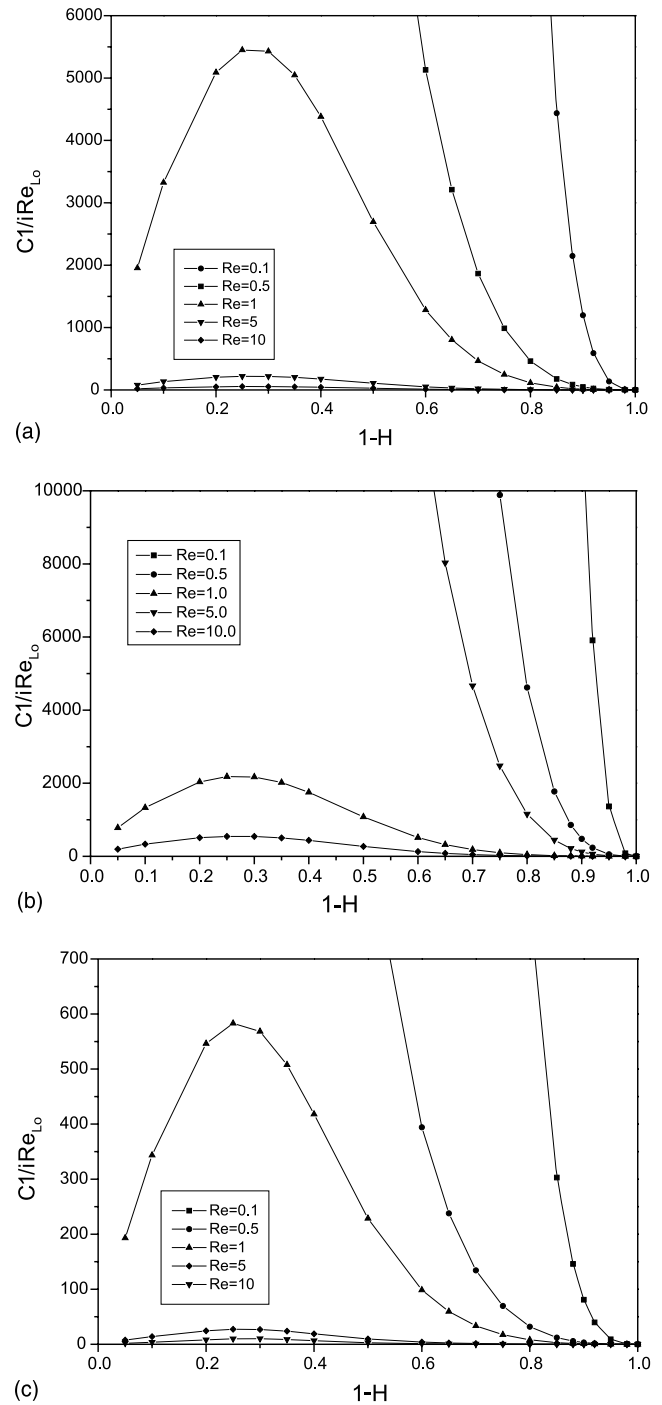 6000
5000
4000
3000
2000
1000
0
C1/iRe_Lo
Re=0.1
Re=0.5
Re=1
Re=5
Re=10
0.0 0.2 0.4 0.6 0.8 1.0
(a)
1-H
10000
8000
6000
4000
2000
0
C1/iRe_Lo
Re=0.1
Re=0.5
Re=1.0
Re=5.0
Re=10.0
0.0 0.1 0.2 0.3 0.4 0.5 0.6 0.7 0.8 0.9 1.0
(b)
1-H
700
600
500
400
300
200
100
0
C1/iRe_Lo
Re=0.1
Re=0.5
Re=1
Re=5
Re=10
0.0 0.2 0.4 0.6 0.8 1.0
(c)
1-H